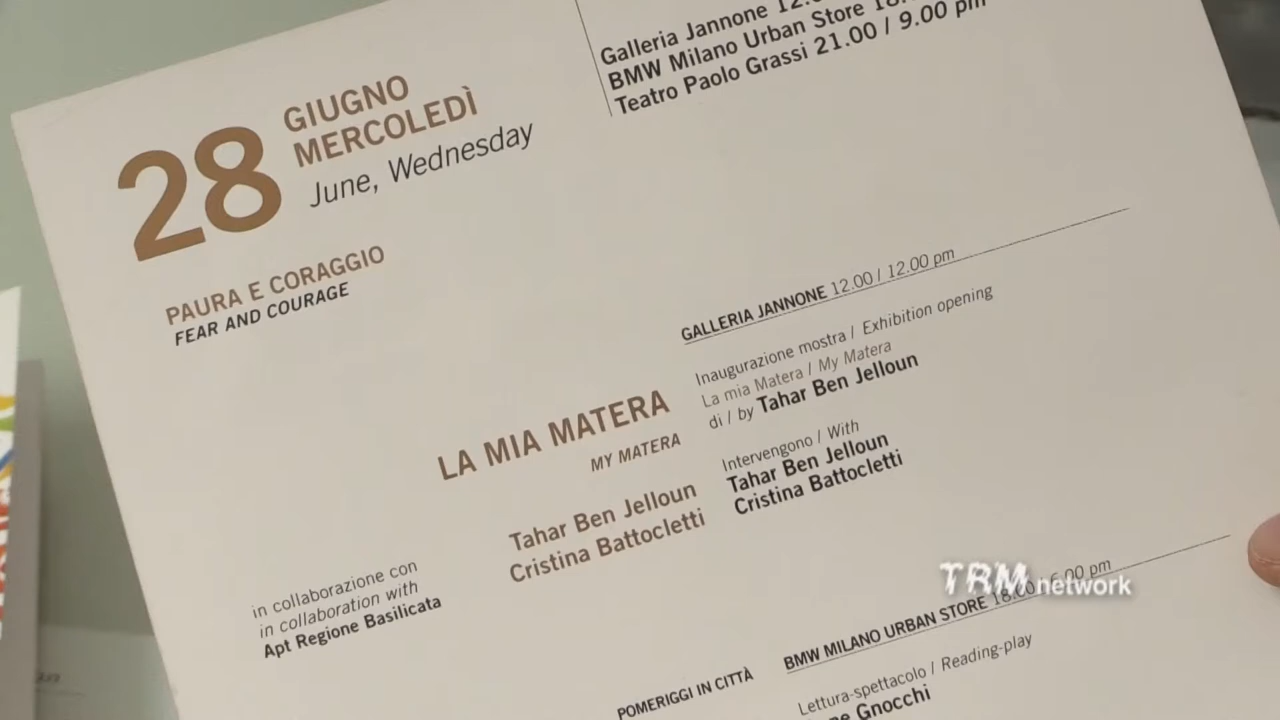 Galleria Jannone
BMW Milano Urban Store
Teatro Paolo Grassi 21.00 / 9.00 pm
28
GIUGNO
MERCOLEDÌ
June, Wednesday
PAURA E CORAGGIO
FEAR AND COURAGE
GALLERIA JANNONE 12.00 / 12.00 pm
Inaugurazione mostra / Exhibition opening
La mia Matera / My Matera
di / by Tahar Ben Jelloun
LA MIA MATERA
MY MATERA
Intervengono / With
Tahar Ben Jelloun
Cristina Battocletti
Tahar Ben Jelloun
Cristina Battocletti
in collaborazione con
in collaboration with
Apt Regione Basilicata
TRM network
BMW MILANO URBAN STORE 18.00 pm
POMERIGGI IN CITTÀ
Lettura-spettacolo / Reading-play
Gnocchi